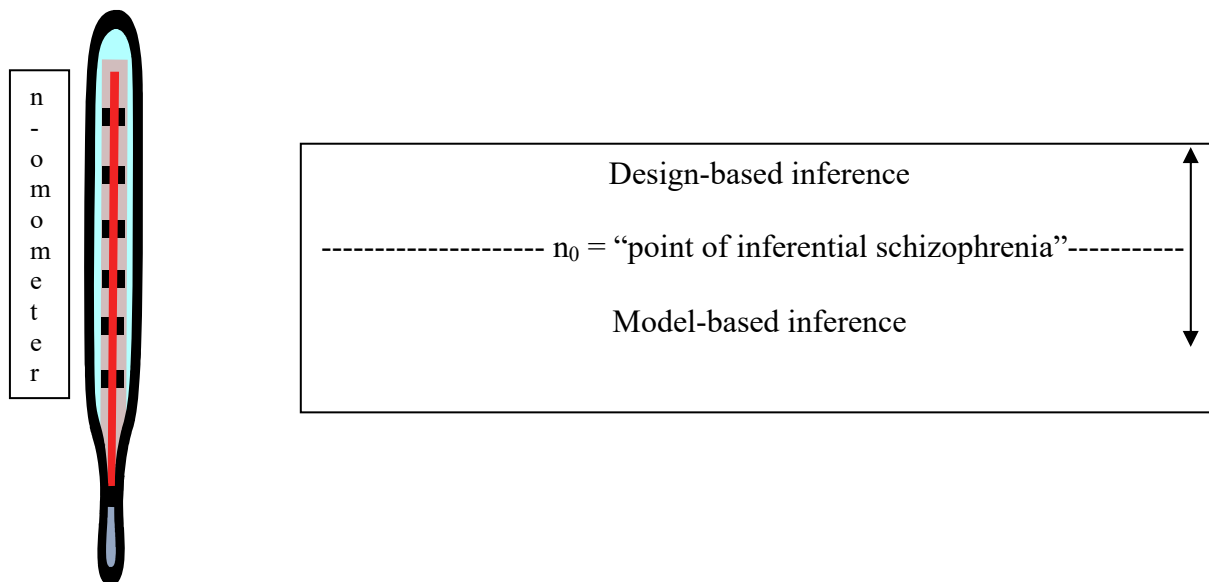 n
-
o
m
o
m
e
t
e
r
Design-based inference
---------------------- n₀ = “point of inferential schizophrenia”-----------
Model-based inference